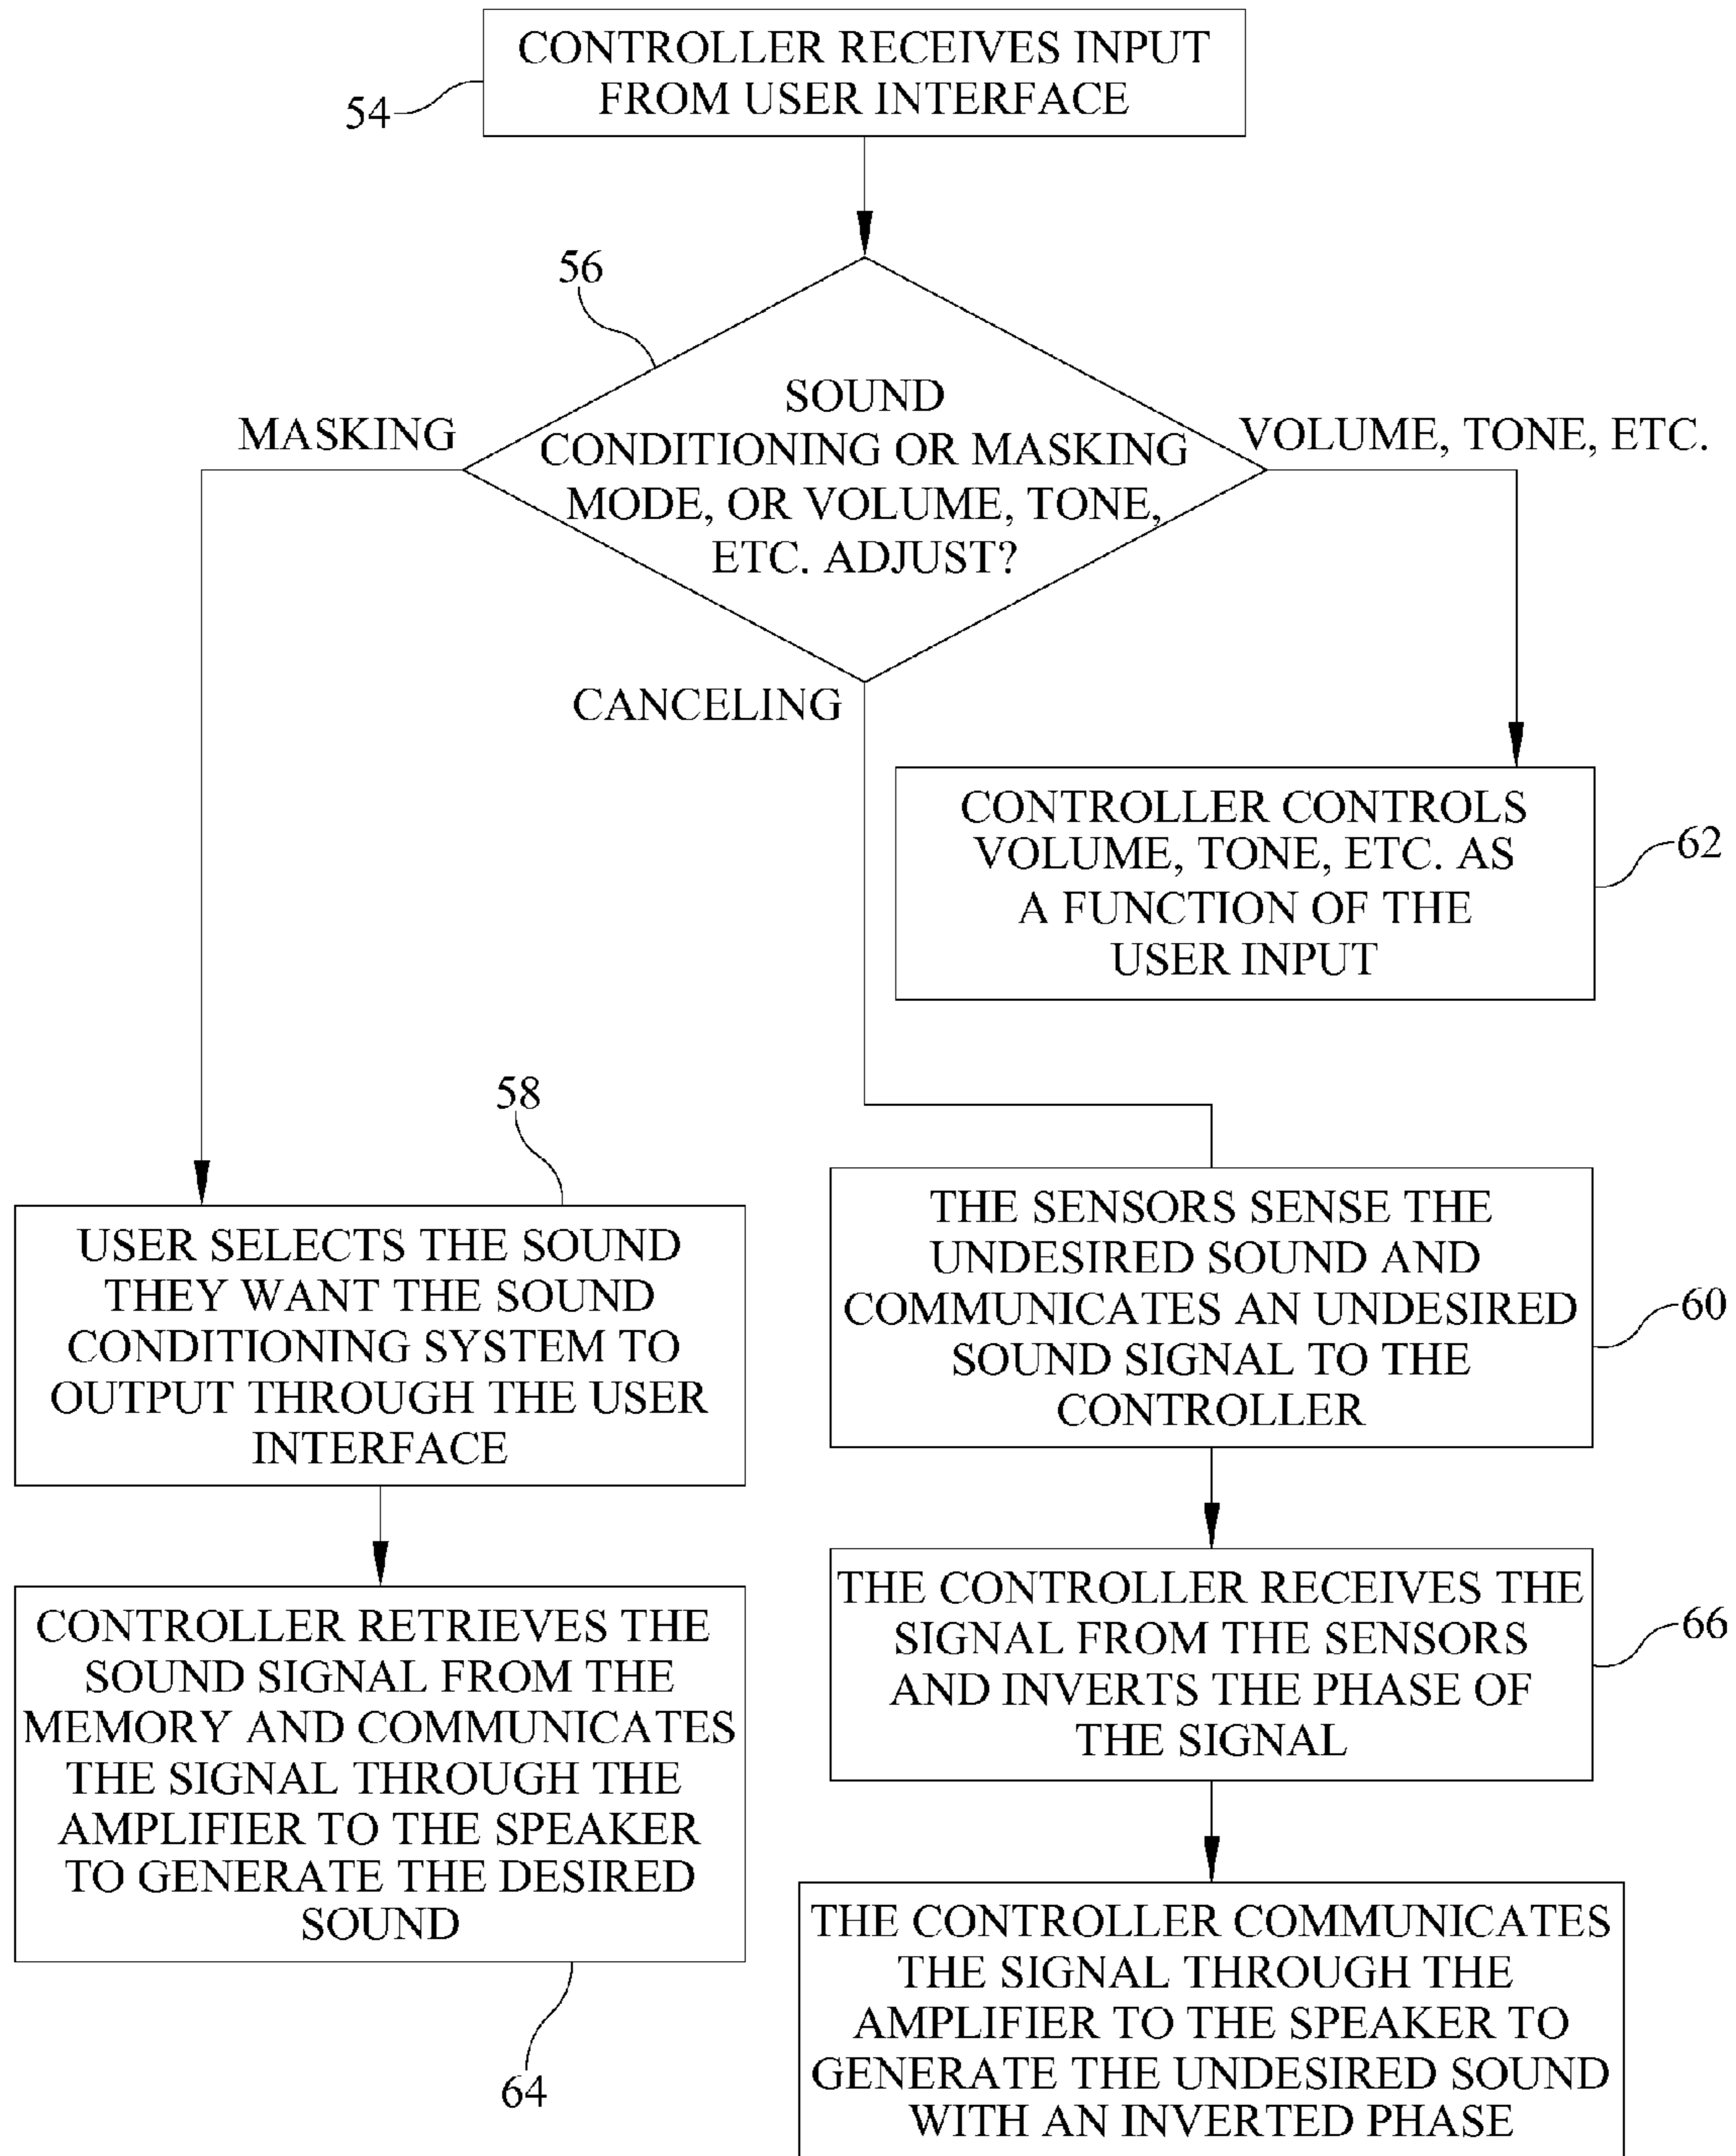 CONTROLLER RECEIVES INPUT
FROM USER INTERFACE
54
56
SOUND
CONDITIONING OR MASKING
MODE, OR VOLUME, TONE,
ETC. ADJUST?
MASKING
VOLUME, TONE, ETC.
CANCELING
CONTROLLER CONTROLS
VOLUME, TONE, ETC. AS
A FUNCTION OF THE
USER INPUT
62
58
USER SELECTS THE SOUND
THEY WANT THE SOUND
CONDITIONING SYSTEM TO
OUTPUT THROUGH THE USER
INTERFACE
THE SENSORS SENSE THE
UNDESIRED SOUND AND
COMMUNICATES AN UNDESIRED
SOUND SIGNAL TO THE
CONTROLLER
60
CONTROLLER RETRIEVES THE
SOUND SIGNAL FROM THE
MEMORY AND COMMUNICATES
THE SIGNAL THROUGH THE
AMPLIFIER TO THE SPEAKER
TO GENERATE THE DESIRED
SOUND
64
THE CONTROLLER RECEIVES THE
SIGNAL FROM THE SENSORS
AND INVERTS THE PHASE OF
THE SIGNAL
66
THE CONTROLLER COMMUNICATES
THE SIGNAL THROUGH THE
AMPLIFIER TO THE SPEAKER TO
GENERATE THE UNDESIRED SOUND
WITH AN INVERTED PHASE